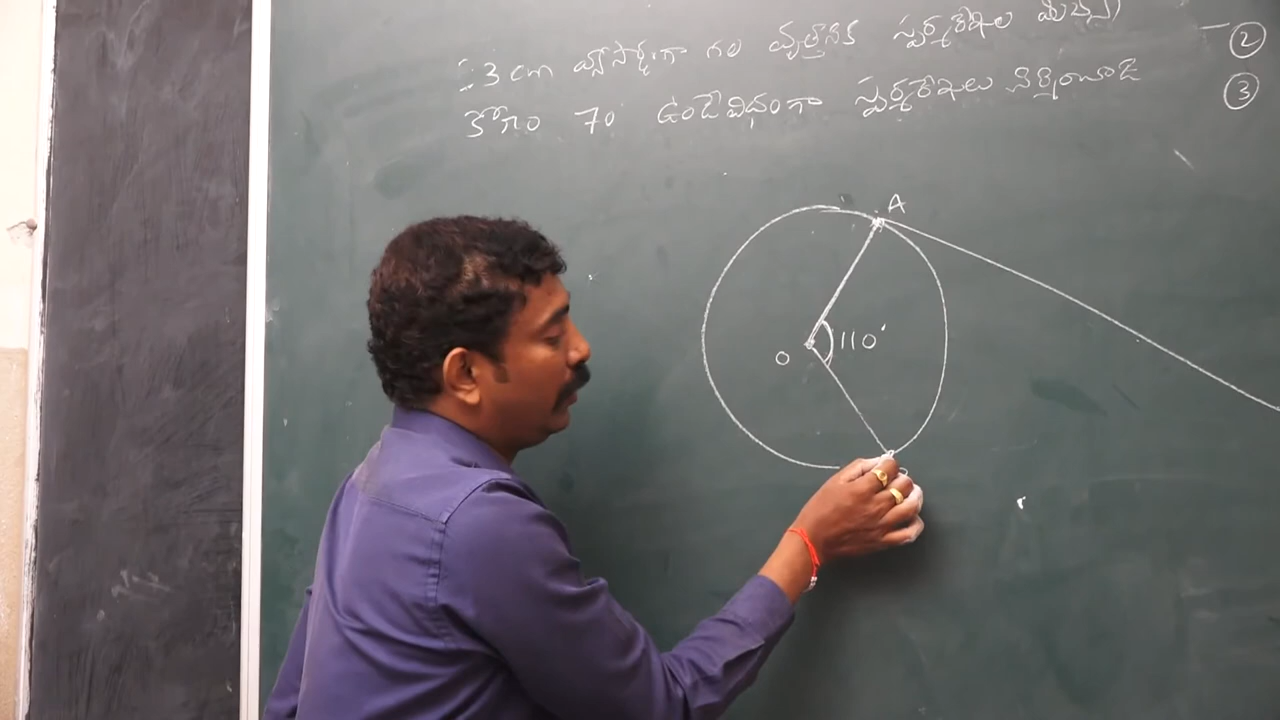 :3 cm వ్యాసార్ధంగా గల వృత్తానికి స్పర్శరేఖల మధ్య
②
కోణం 70 ఉండేవిధంగా స్పర్శరేఖలు నిర్మించండి
③
A
O
110°